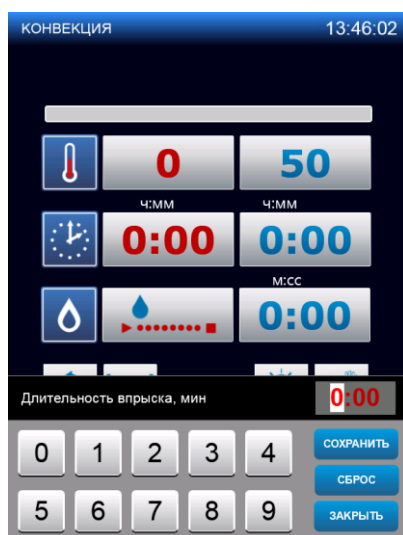 КОНВЕКЦИЯ 13:46:02
0 50
ч:мм ч:мм
0:00 0:00
м:сс
0:00
Длительность впрыска, мин 0:00
0 1 2 3 4 СОХРАНИТЬ
СБРОС
5 6 7 8 9 ЗАКРЫТЬ